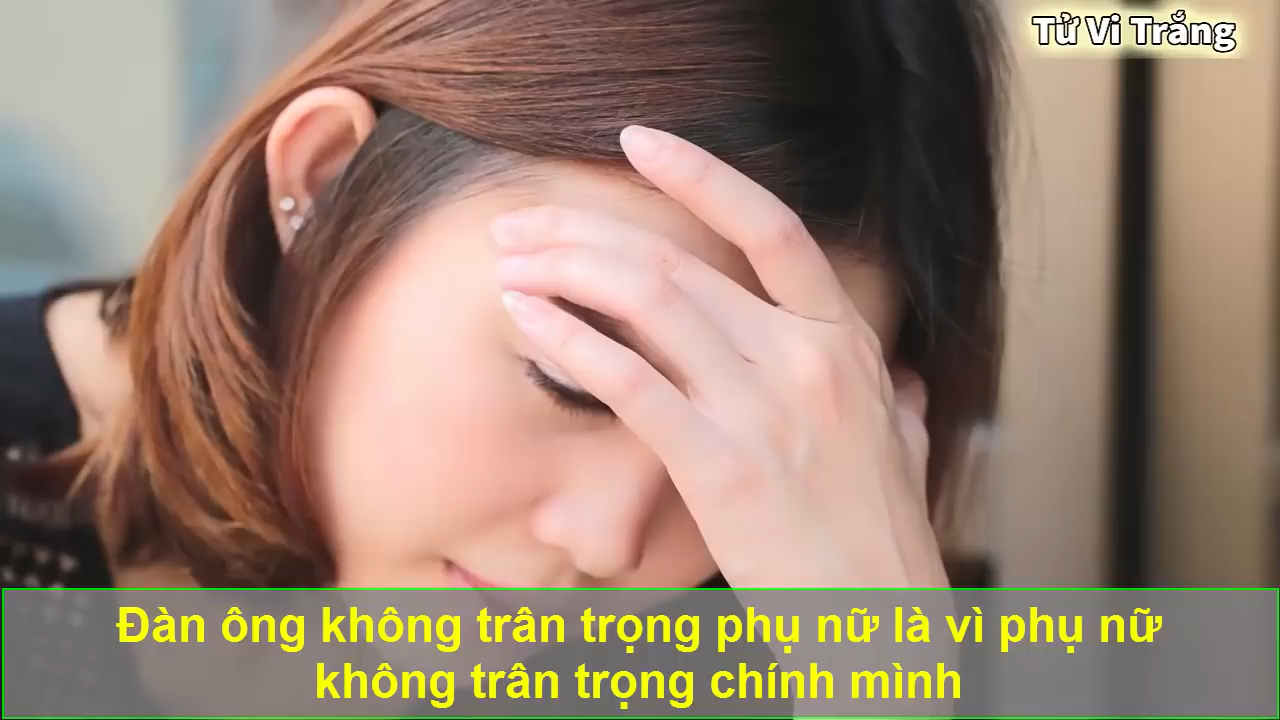 Tử Vi Trắng
Đàn ông không trân trọng phụ nữ là vì phụ nữ
không trân trọng chính mình